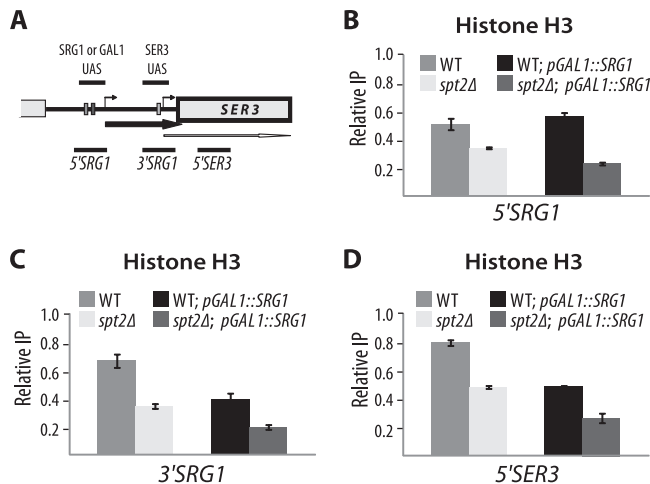 A
SRG1 or GAL1
UAS
SER3
UAS
SER3
5'SRG1
3'SRG1
5'SER3
B
Histone H3
WT
WT; pGAL1::SRG1
spt2Δ
spt2Δ; pGAL1::SRG1
Relative IP
1.0
0.8
0.6
0.4
0.2
5'SRG1
C
Histone H3
WT
WT; pGAL1::SRG1
spt2Δ
spt2Δ; pGAL1::SRG1
Relative IP
1.0
0.8
0.6
0.4
0.2
3'SRG1
D
Histone H3
WT
WT; pGAL1::SRG1
spt2Δ
spt2Δ; pGAL1::SRG1
Relative IP
1.0
0.8
0.6
0.4
0.2
5'SER3